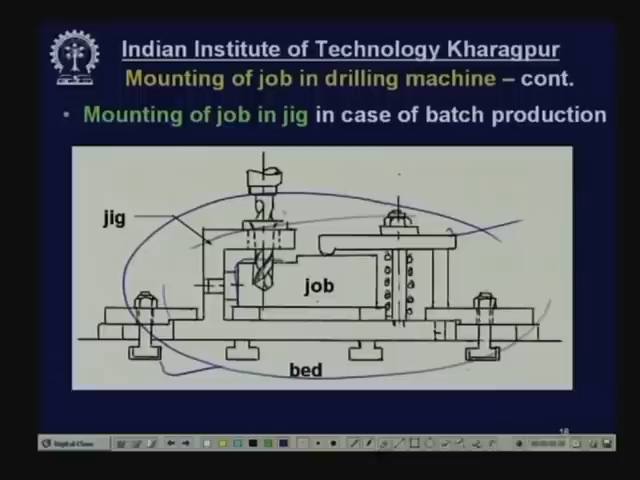 Indian Institute of Technology Kharagpur
Mounting of job in drilling machine – cont.
• Mounting of job in jig in case of batch production
jig
job
bed
18